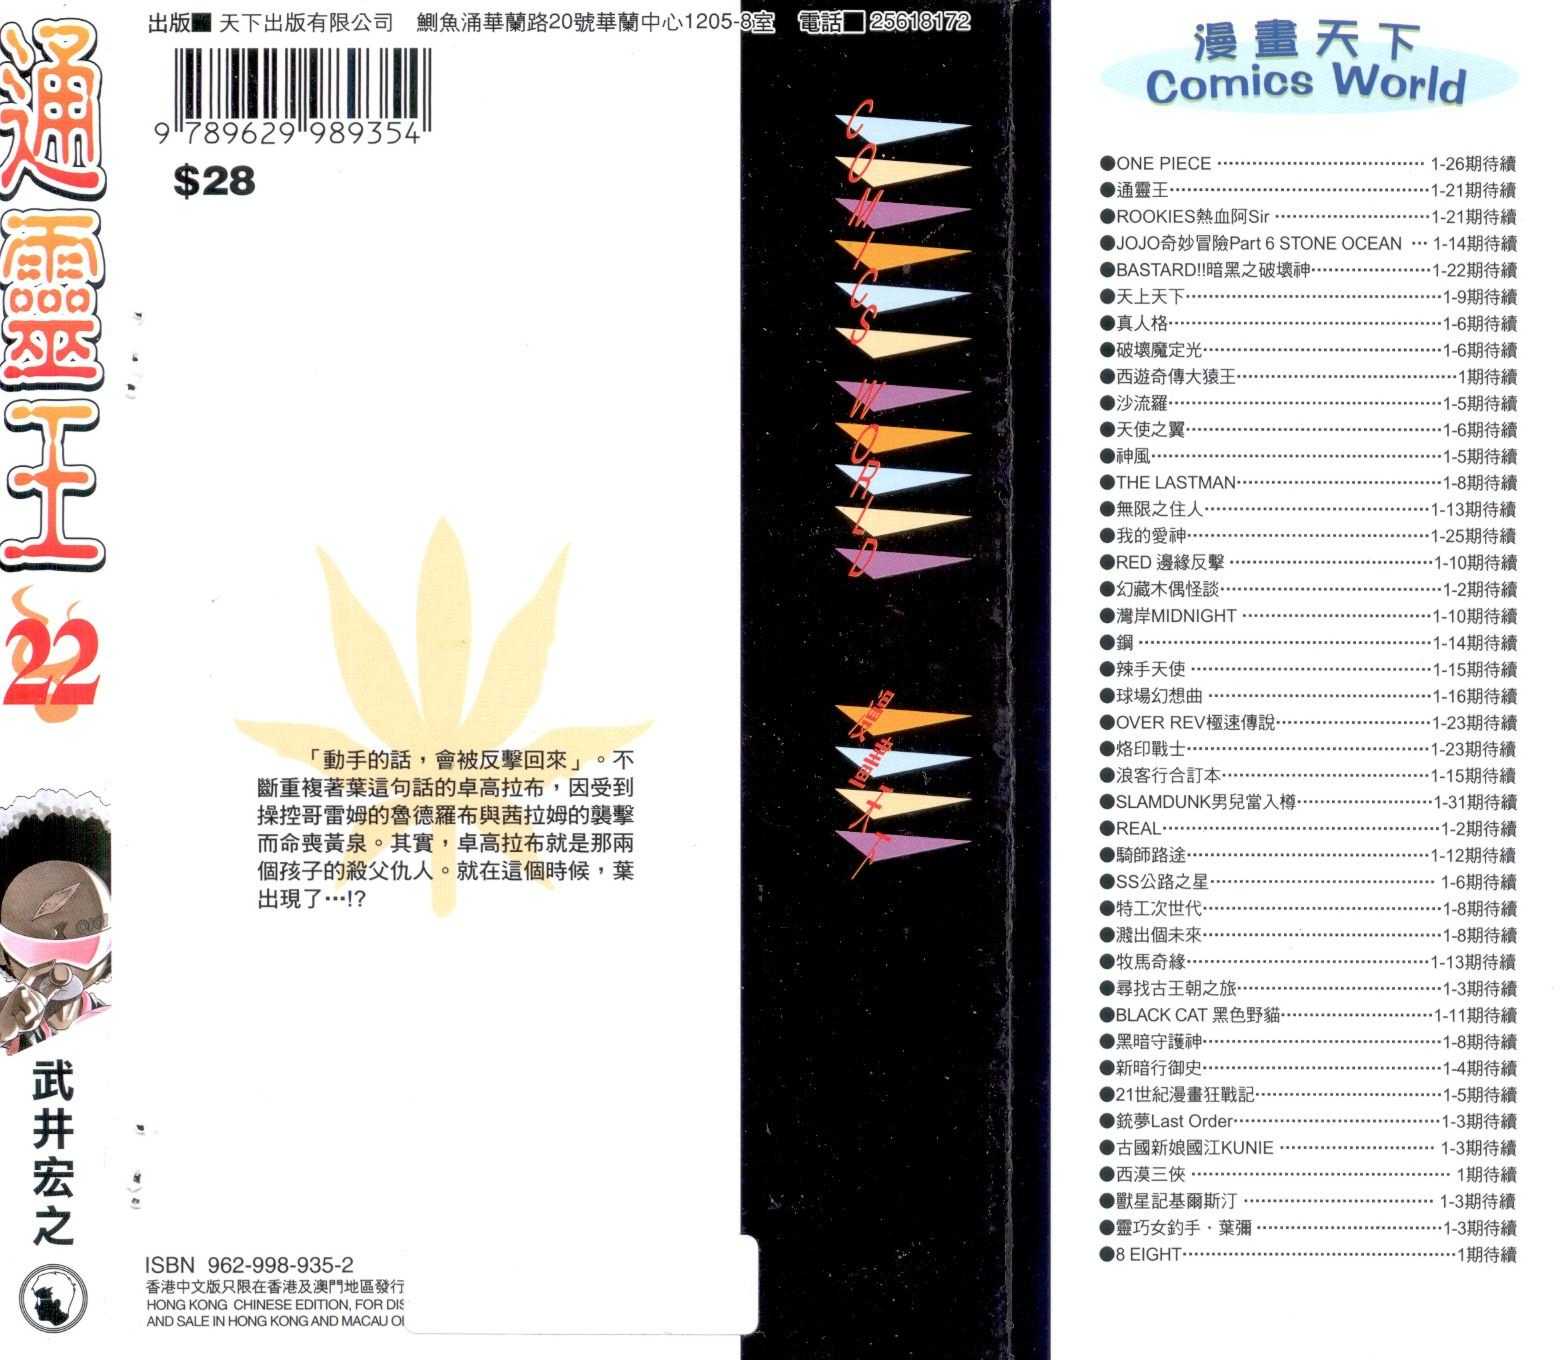 通靈王
22
武井宏之
出版■ 天下出版有限公司 鰂魚涌華蘭路20號華蘭中心1205-8室 電話■ 25618172
9 789629 989354
$28
「動手的話，會被反擊回來」。不
斷重複著葉這句話的卓高拉布，因受到
操控哥雷姆的魯德羅布與茜拉姆的襲擊
而命喪黃泉。其實，卓高拉布就是那兩
個孩子的殺父仇人。就在這個時候，葉
出現了⋯!?
ISBN 962-998-935-2
香港中文版只限在香港及澳門地區發行
HONG KONG CHINESE EDITION, FOR DIS
AND SALE IN HONG KONG AND MACAU
COMICS WORLD
漫畫天下
漫畫天下
Comics World
●ONE PIECE 1-26期待續
●通靈王 1-21期待續
●ROOKIES熱血阿Sir 1-21期待續
●JOJO奇妙冒險Part 6 STONE OCEAN 1-14期待續
●BASTARD!!暗黑之破壞神 1-22期待續
●天上天下 1-9期待續
●真人格 1-6期待續
●破壞魔定光 1-6期待續
●西遊奇傳大猿王 1期待續
●沙流羅 1-5期待續
●天使之翼 1-6期待續
●神風 1-5期待續
●THE LASTMAN 1-8期待續
●無限之住人 1-13期待續
●我的愛神 1-25期待續
●RED 邊緣反擊 1-10期待續
●幻藏木偶怪談 1-2期待續
●灣岸MIDNIGHT 1-10期待續
●鋼 1-14期待續
●辣手天使 1-15期待續
●球場幻想曲 1-16期待續
●OVER REV極速傳說 1-23期待續
●烙印戰士 1-23期待續
●浪客行合訂本 1-15期待續
●SLAMDUNK男兒當入樽 1-31期待續
●REAL 1-2期待續
●騎師路途 1-12期待續
●SS公路之星 1-6期待續
●特工次世代 1-8期待續
●濺出個未來 1-8期待續
●牧馬奇緣 1-13期待續
●尋找古王朝之旅 1-3期待續
●BLACK CAT 黑色野貓 1-11期待續
●黑暗守護神 1-8期待續
●新暗行御史 1-4期待續
●21世紀漫畫狂戰記 1-5期待續
●銃夢Last Order 1-3期待續
●古國新娘國江KUNIE 1-3期待續
●西漠三俠 1期待續
●獸星記基爾斯汀 1-3期待續
●靈巧女釣手・葉彌 1-3期待續
●8 EIGHT 1期待續